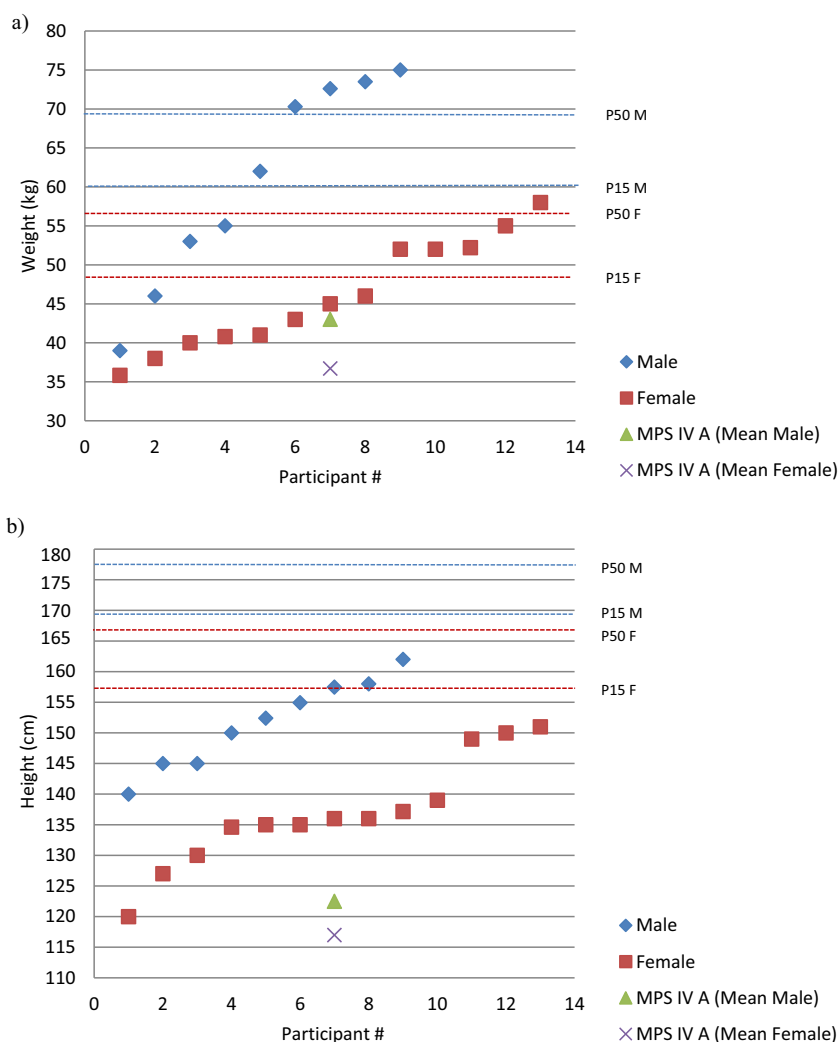 a)
80
75
70
65
60
55
50
45
40
35
30
Weight (kg)
0 2 4 6 8 10 12 14
Participant #
P50 M
P15 M
P50 F
P15 F
Male
Female
MPS IV A (Mean Male)
MPS IV A (Mean Female)
b)
180
175
170
165
160
155
150
145
140
135
130
125
120
115
110
Height (cm)
0 2 4 6 8 10 12 14
Participant #
P50 M
P15 M
P50 F
P15 F
Male
Female
MPS IV A (Mean Male)
MPS IV A (Mean Female)